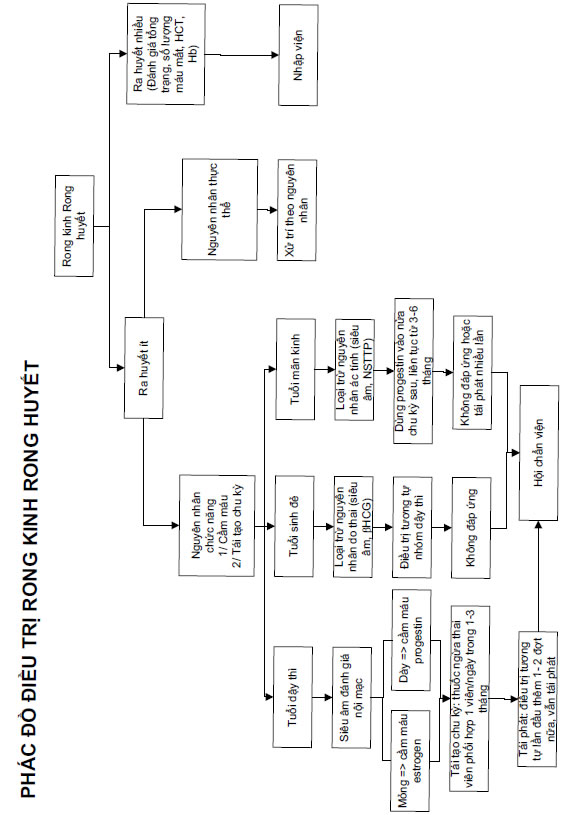 PHÁC ĐỒ ĐIỀU TRỊ RONG KINH RONG HUYẾT
Rong kinh Rong
huyết
Ra huyết ít
Ra huyết nhiều
(Đánh giá tổng
trạng, số lượng
máu mất, HCT,
Hb)
Nguyên nhân
chức năng
1/ Cầm máu
2/ Tái tạo chu kỳ
Nguyên nhân thực
thể
Nhập viện
Xử trí theo nguyên
nhân
Tuổi dậy thì
Tuổi sinh đẻ
Tuổi mãn kinh
Siêu âm đánh giá
nội mạc
Loại trừ nguyên
nhân do thai (siêu
âm, βHCG)
Loại trừ nguyên
nhân ác tính (siêu
âm, NSTTP)
Mỏng => cầm máu
estrogen
Dày => cầm máu
progestin
Điều trị tương tự
nhóm dậy thì
Dùng progestin vào nửa
chu kỳ sau, liên tục từ 3-6
tháng
Tái tạo chu kỳ: thuốc ngừa thai
viên phối hợp 1 viên/ngày trong 1-3
tháng
Không đáp ứng
Không đáp ứng hoặc
tái phát nhiều lần
Tái phát: điều trị tương
tự lần đầu thêm 1- 2 đợt
nữa, vẫn tái phát
Hội chẩn viện